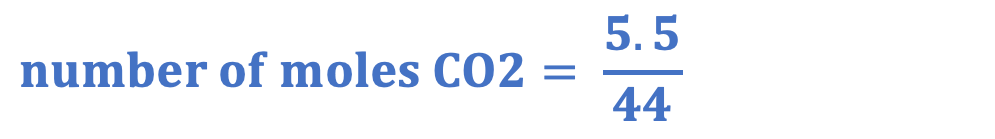 number of moles CO2 = 5.5/44